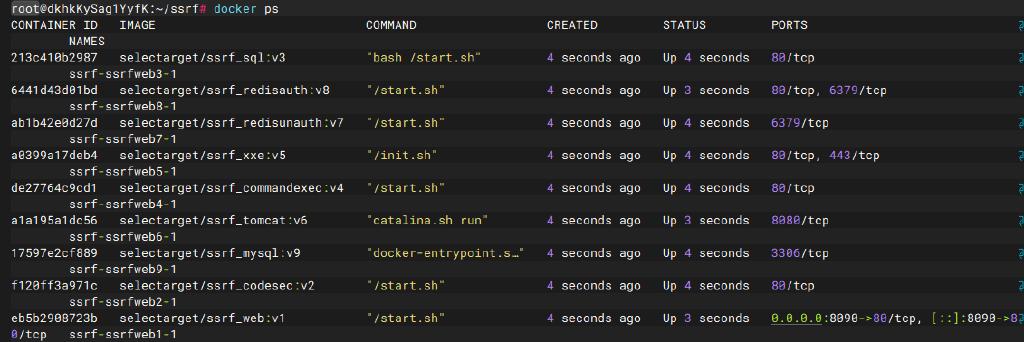 root@dkhkKySag1YyfK:~/ssrf# docker ps
CONTAINER ID   IMAGE                            COMMAND                  CREATED         STATUS         PORTS
        NAMES
213c410b2987   selectarget/ssrf_sql:v3          "bash /start.sh"         4 seconds ago   Up 4 seconds   80/tcp
        ssrf-ssrfweb3-1
6441d43d01bd   selectarget/ssrf_redisauth:v8    "/start.sh"              4 seconds ago   Up 3 seconds   80/tcp, 6379/tcp
        ssrf-ssrfweb8-1
ab1b42e0d27d   selectarget/ssrf_redisunauth:v7  "/start.sh"              4 seconds ago   Up 4 seconds   6379/tcp
        ssrf-ssrfweb7-1
a0399a17deb4   selectarget/ssrf_xxe:v5          "/init.sh"               4 seconds ago   Up 4 seconds   80/tcp, 443/tcp
        ssrf-ssrfweb5-1
de27764c9cd1   selectarget/ssrf_commandexec:v4  "/start.sh"              4 seconds ago   Up 4 seconds   80/tcp
        ssrf-ssrfweb4-1
a1a195a1dc56   selectarget/ssrf_tomcat:v6       "catalina.sh run"        4 seconds ago   Up 3 seconds   8080/tcp
        ssrf-ssrfweb6-1
17597e2cf889   selectarget/ssrf_mysql:v9        "docker-entrypoint.s…"   4 seconds ago   Up 4 seconds   3306/tcp
        ssrf-ssrfweb9-1
f120ff3a971c   selectarget/ssrf_codesec:v2      "/start.sh"              4 seconds ago   Up 4 seconds   80/tcp
        ssrf-ssrfweb2-1
eb5b2908723b   selectarget/ssrf_web:v1          "/start.sh"              4 seconds ago   Up 3 seconds   0.0.0.0:8090->80/tcp, [::]:8090->8
0/tcp   ssrf-ssrfweb1-1